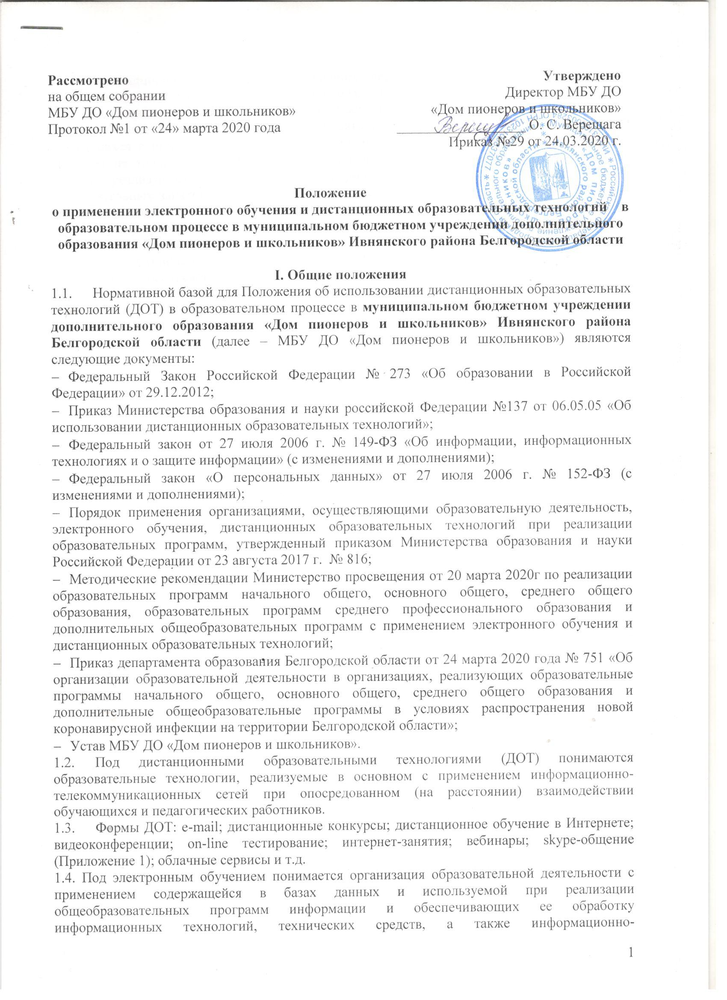 Рассмотрено
на общем собрании
МБУ ДО «Дом пионеров и школьников»
Протокол №1 от «24» марта 2020 года
Утверждено
Директор МБУ ДО
«Дом пионеров и школьников»
О. С. Верещага
Приказ №29 от 24.03.2020 г.
Положение
о применении электронного обучения и дистанционных образовательных технологий в
образовательном процессе в муниципальном бюджетном учреждении дополнительного
образования «Дом пионеров и школьников» Ивнянского района Белгородской области
I. Общие положения
1.1. Нормативной базой для Положения об использовании дистанционных образовательных
технологий (ДОТ) в образовательном процессе в муниципальном бюджетном учреждении
дополнительного образования «Дом пионеров и школьников» Ивнянского района
Белгородской области (далее – МБУ ДО «Дом пионеров и школьников») являются
следующие документы:
– Федеральный Закон Российской Федерации № 273 «Об образовании в Российской
Федерации» от 29.12.2012;
– Приказ Министерства образования и науки российской Федерации №137 от 06.05.05 «Об
использовании дистанционных образовательных технологий»;
– Федеральный закон от 27 июля 2006 г. № 149-ФЗ «Об информации, информационных
технологиях и о защите информации» (с изменениями и дополнениями);
– Федеральный закон «О персональных данных» от 27 июля 2006 г. № 152-ФЗ (с
изменениями и дополнениями);
– Порядок применения организациями, осуществляющими образовательную деятельность,
электронного обучения, дистанционных образовательных технологий при реализации
образовательных программ, утвержденный приказом Министерства образования и науки
Российской Федерации от 23 августа 2017 г. № 816;
– Методические рекомендации Министерство просвещения от 20 марта 2020г по реализации
образовательных программ начального общего, основного общего, среднего общего
образования, образовательных программ среднего профессионального образования и
дополнительных общеобразовательных программ с применением электронного обучения и
дистанционных образовательных технологий;
– Приказ департамента образования Белгородской области от 24 марта 2020 года № 751 «Об
организации образовательной деятельности в организациях, реализующих образовательные
программы начального общего, основного общего, среднего общего образования и
дополнительные общеобразовательные программы в условиях распространения новой
коронавирусной инфекции на территории Белгородской области»;
– Устав МБУ ДО «Дом пионеров и школьников».
1.2. Под дистанционными образовательными технологиями (ДОТ) понимаются
образовательные технологии, реализуемые в основном с применением информационно-
телекоммуникационных сетей при опосредованном (на расстоянии) взаимодействии
обучающихся и педагогических работников.
1.3. Формы ДОТ: e-mail; дистанционные конкурсы; дистанционное обучение в Интернете;
видеоконференции; on-line тестирование; интернет-занятия; вебинары; skype-общение
(Приложение 1); облачные сервисы и т.д.
1.4. Под электронным обучением понимается организация образовательной деятельности с
применением содержащейся в базах данных и используемой при реализации
общеобразовательных программ информации и обеспечивающих ее обработку
информационных технологий, технических средств, а также информационно-
1